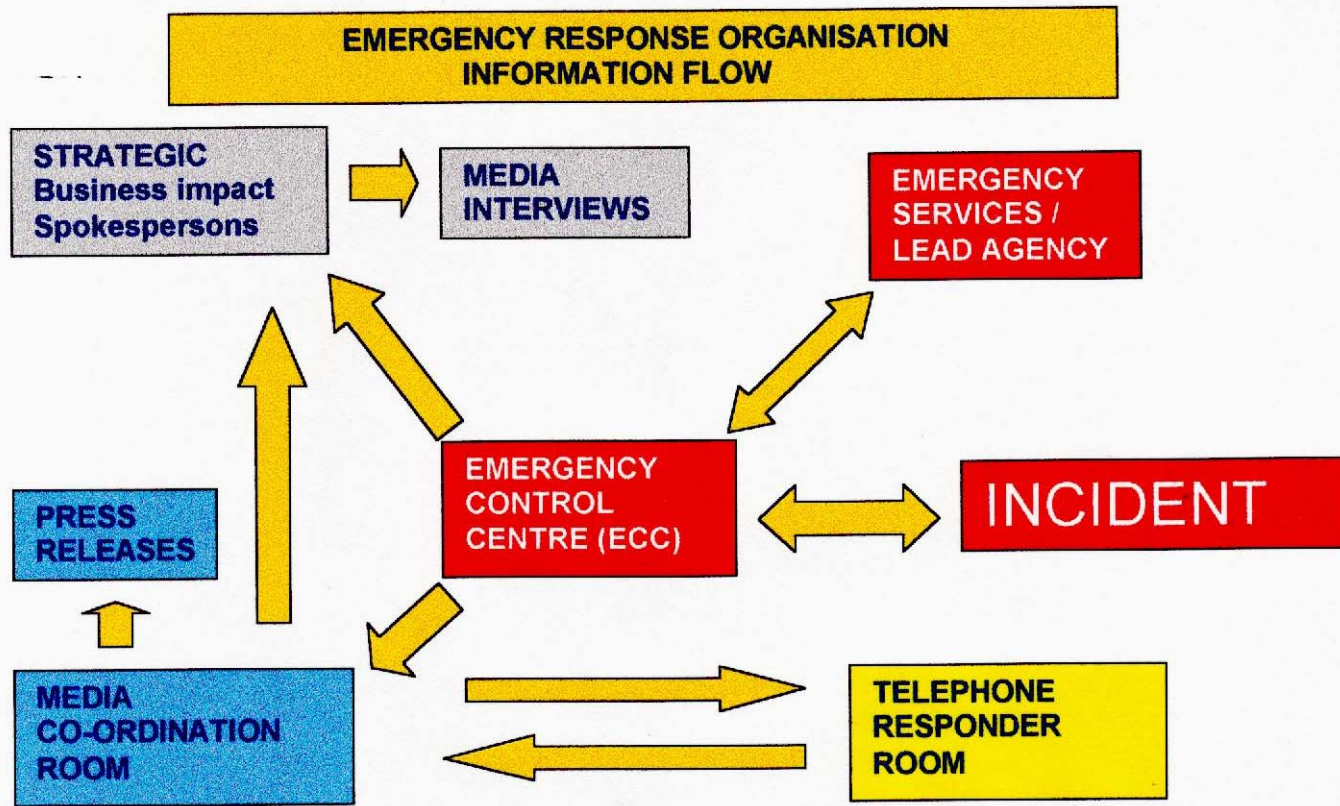 EMERGENCY RESPONSE ORGANISATION
INFORMATION FLOW
STRATEGIC
Business impact
Spokespersons
MEDIA
INTERVIEWS
EMERGENCY
SERVICES /
LEAD AGENCY
EMERGENCY
CONTROL
CENTRE (ECC)
INCIDENT
PRESS
RELEASES
MEDIA
CO-ORDINATION
ROOM
TELEPHONE
RESPONDER
ROOM